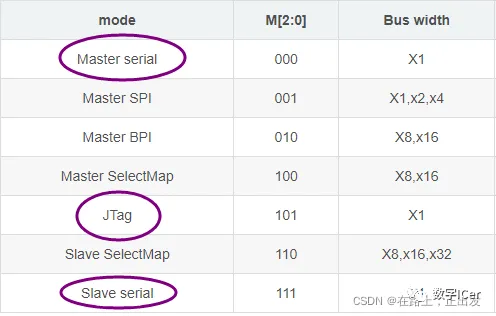 mode M[2:0] Bus width
Master serial 000 X1
Master SPI 001 X1,x2,x4
Master BPI 010 X8,x16
Master SelectMap 100 X8,x16
JTag 101 X1
Slave SelectMap 110 X8,x16,x32
Slave serial 111
数字ICer
CSDN @在路上，正出发